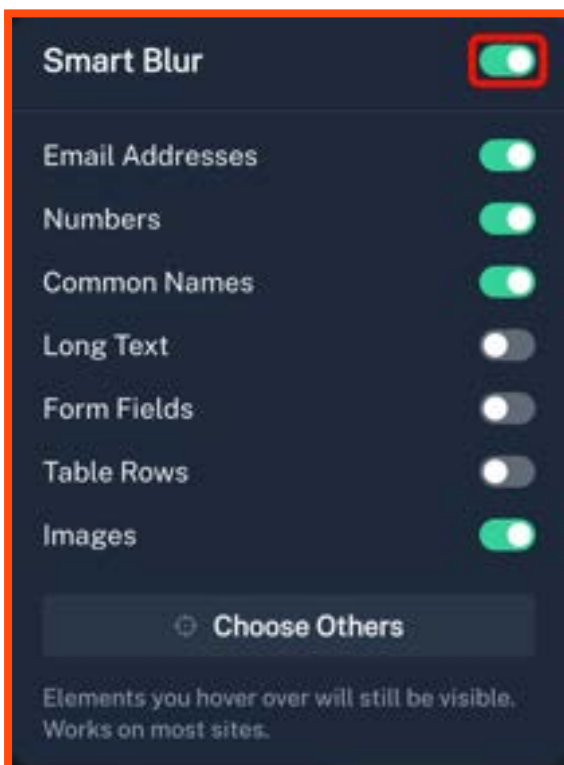 Smart Blur
Email Addresses
Numbers
Common Names
Long Text
Form Fields
Table Rows
Images
Choose Others
Elements you hover over will still be visible.
Works on most sites.